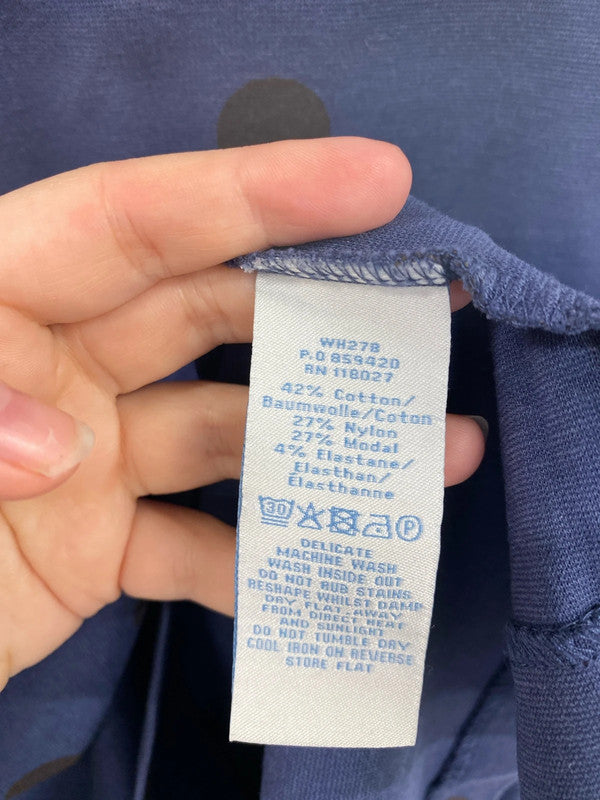 WH278
P.O 859420
RN 118027
42% Cotton/
Baumwolle/Coton
27% Nylon
27% Modal
4% Elastane/
Elasthan/
Élasthanne
30 P
DELICATE
MACHINE WASH
WASH INSIDE OUT
DO NOT RUB STAINS
RESHAPE WHILST DAMP
DRY FLAT AWAY
FROM DIRECT HEAT
AND SUNLIGHT
DO NOT TUMBLE DRY
COOL IRON ON REVERSE
STORE FLAT